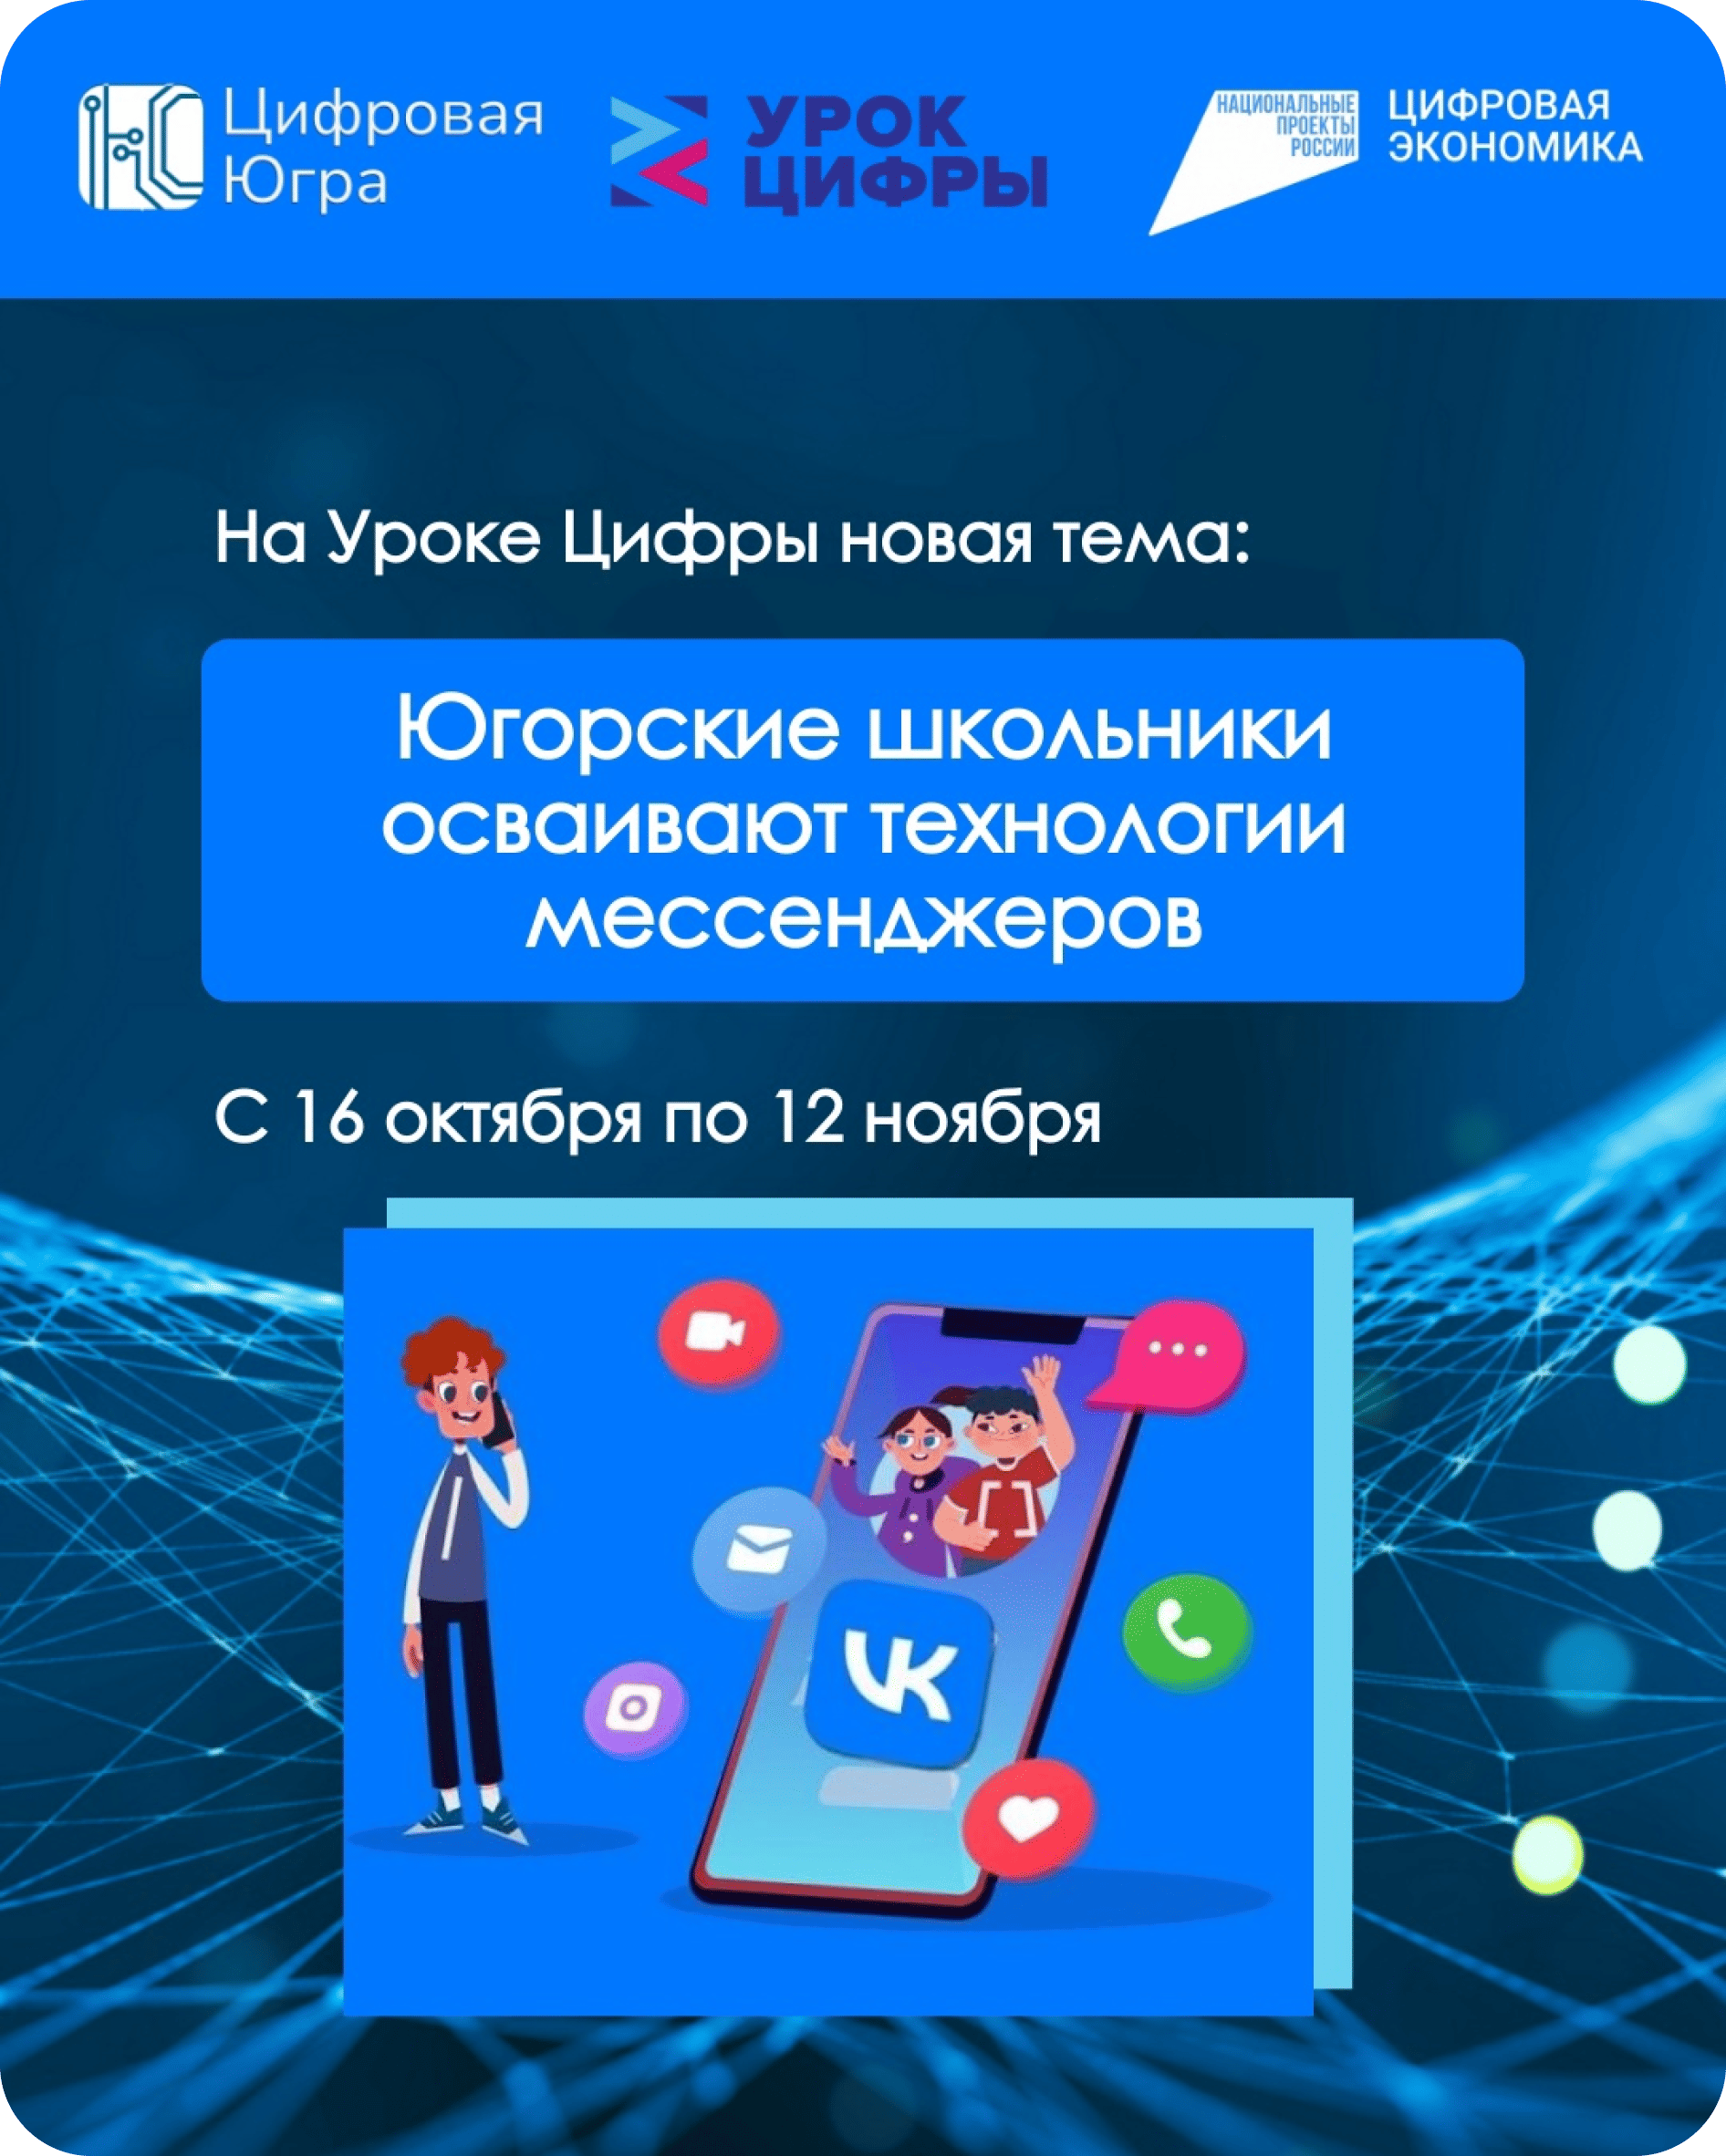 Цифровая
Югра
УРОК
ЦИФРЫ
НАЦИОНАЛЬНЫЕ
ПРОЕКТЫ
РОССИИ
ЦИФРОВАЯ
ЭКОНОМИКА
На Уроке Цифры новая тема:
Югорские школьники
осваивают технологии
мессенджеров
С 16 октября по 12 ноября
VK